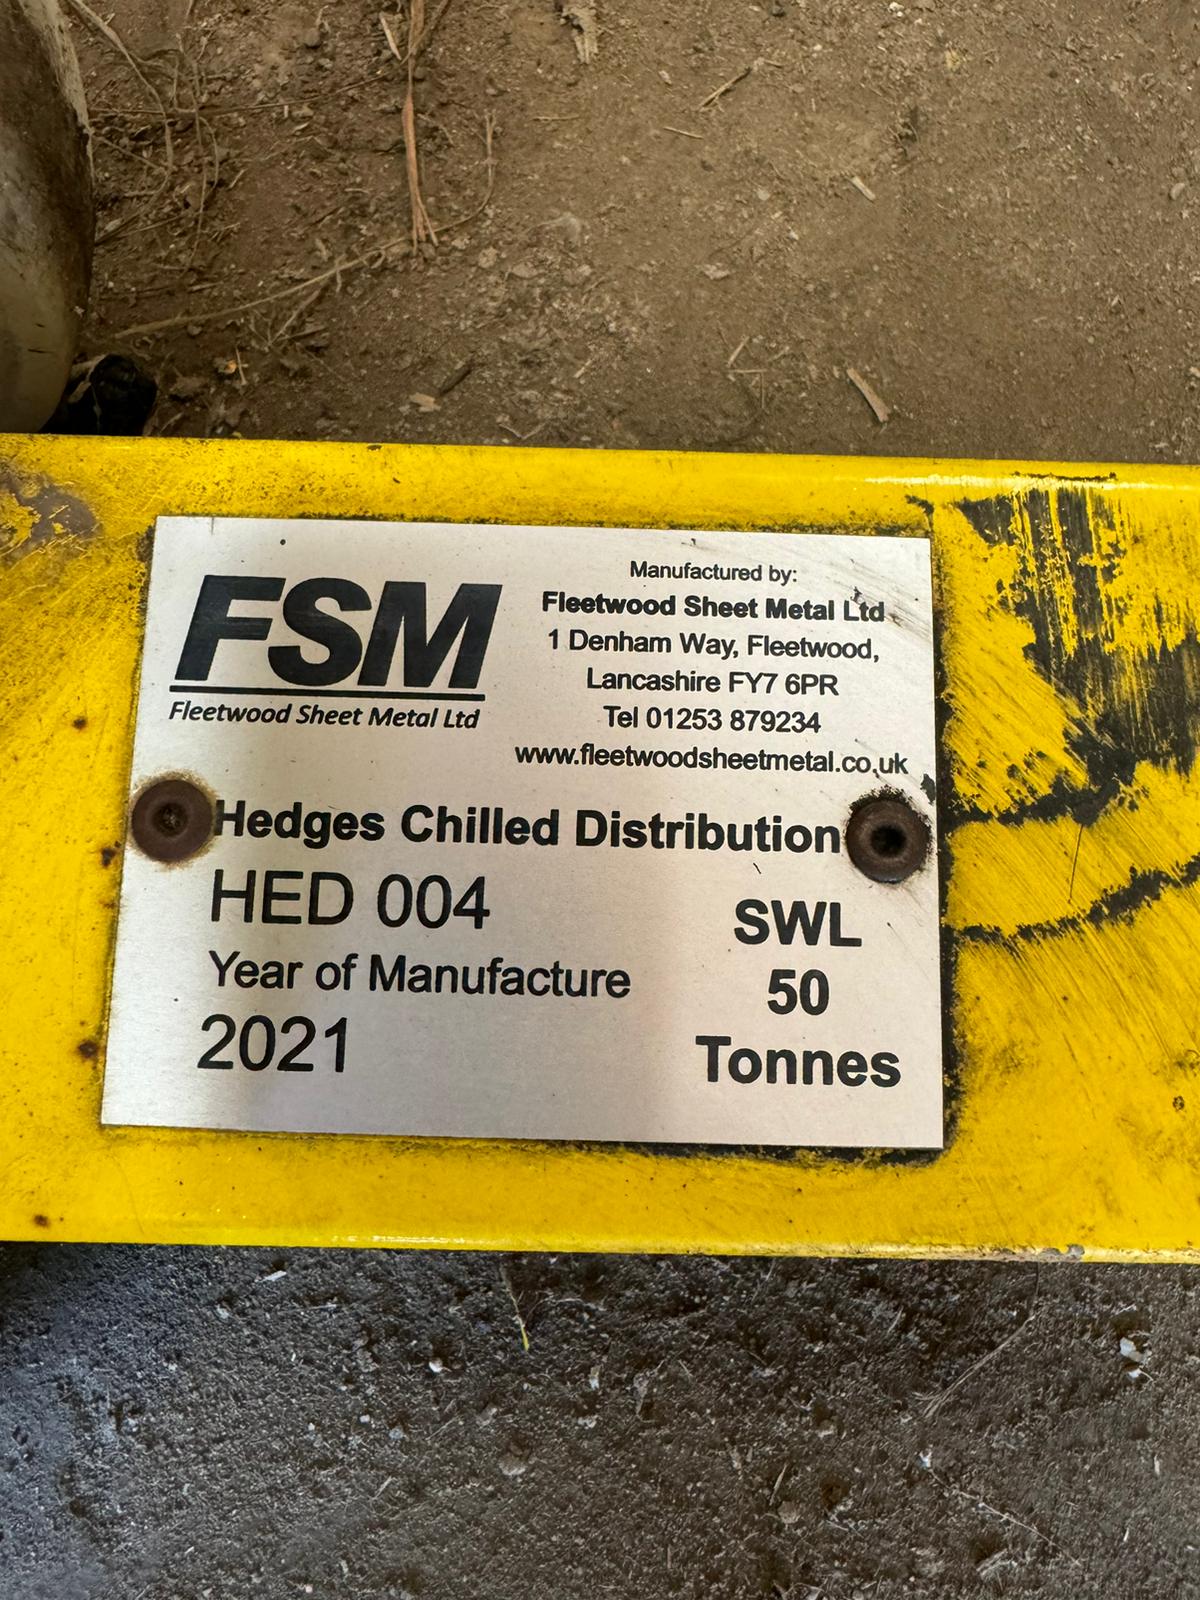 FSM
Fleetwood Sheet Metal Ltd
Manufactured by:
Fleetwood Sheet Metal Ltd
1 Denham Way, Fleetwood,
Lancashire FY7 6PR
Tel 01253 879234
www.fleetwoodsheetmetal.co.uk
Hedges Chilled Distribution
HED 004
Year of Manufacture
2021
SWL
50
Tonnes